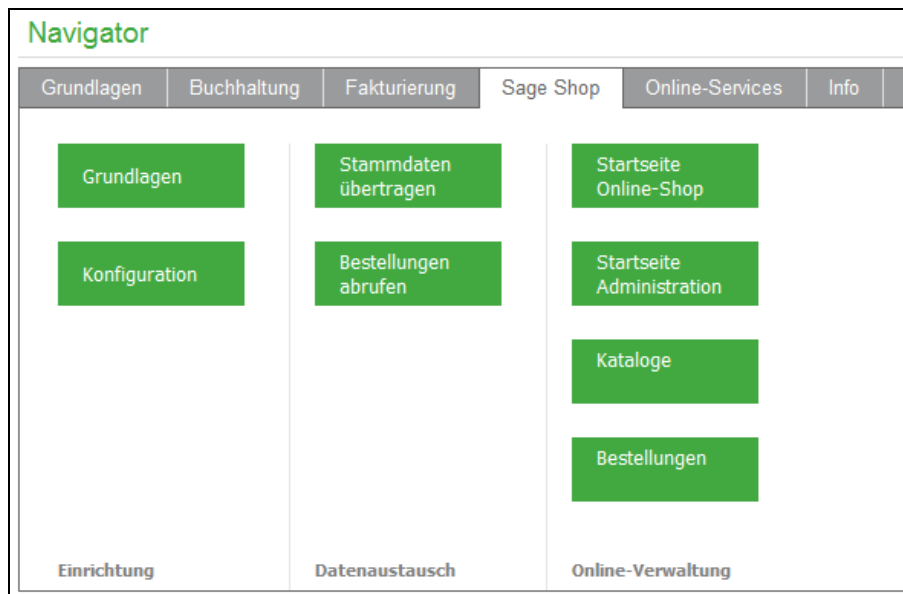 Navigator
Grundlagen Buchhaltung Fakturierung Sage Shop Online-Services Info
Grundlagen
Konfiguration
Einrichtung
Stammdaten
übertragen
Bestellungen
abrufen
Datenaustausch
Startseite
Online-Shop
Startseite
Administration
Kataloge
Bestellungen
Online-Verwaltung